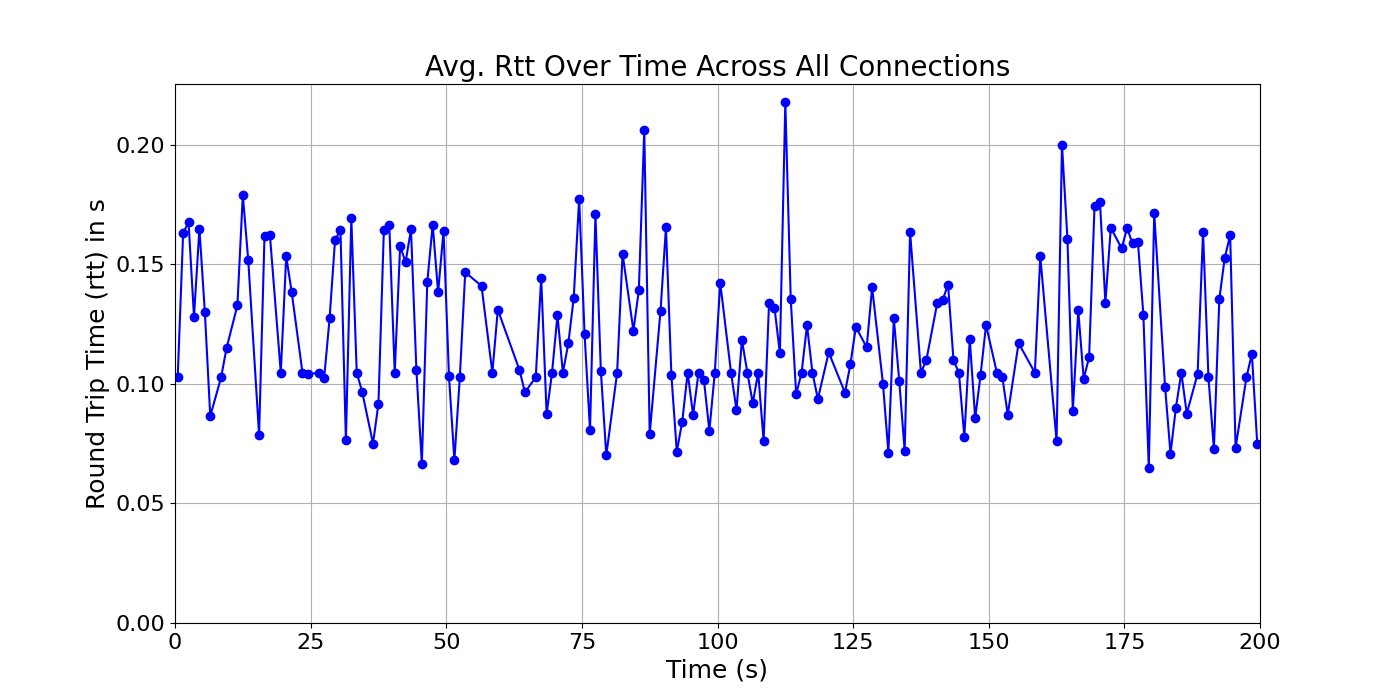 Avg. Rtt Over Time Across All Connections
Round Trip Time (rtt) in s
0.20
0.15
0.10
0.05
0.00
0 25 50 75 100 125 150 175 200
Time (s)